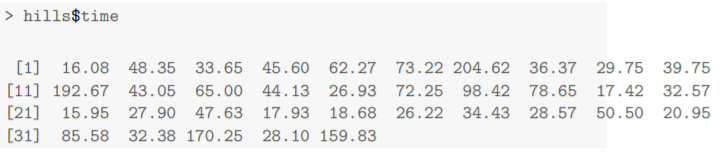 > hills$time
[1] 16.08 48.35 33.65 45.60 62.27 73.22 204.62 36.37 29.75 39.75
[11] 192.67 43.05 65.00 44.13 26.93 72.25 98.42 78.65 17.42 32.57
[21] 15.95 27.90 47.63 17.93 18.68 26.22 34.43 28.57 50.50 20.95
[31] 85.58 32.38 170.25 28.10 159.83